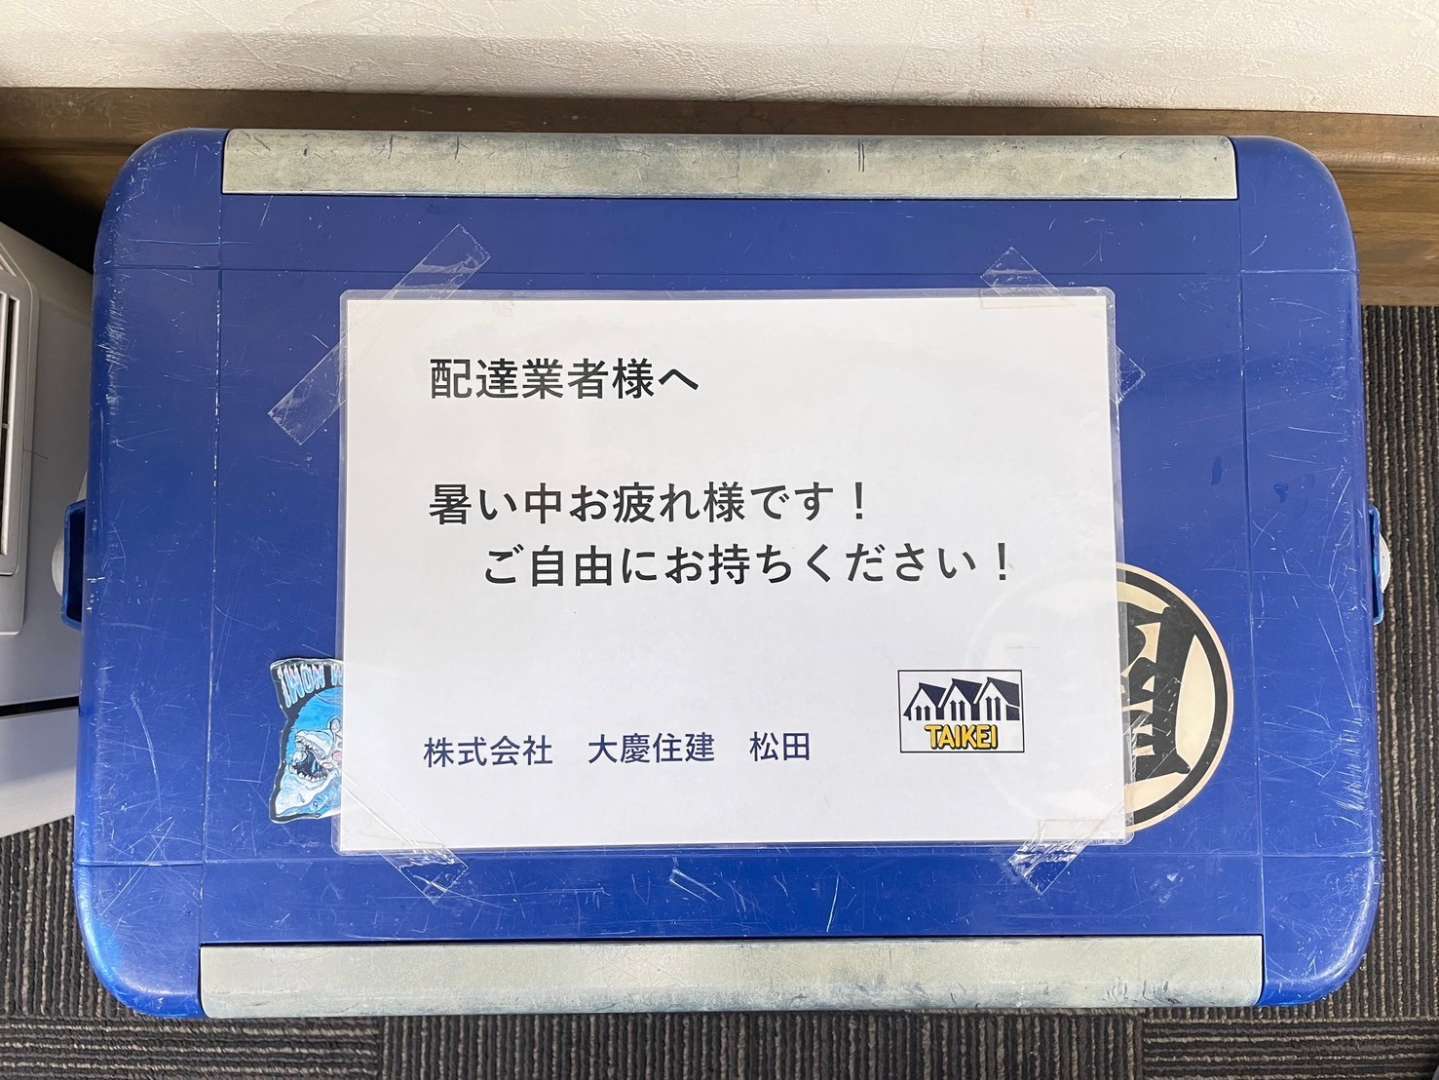 配達業者様へ
暑い中お疲れ様です！
ご自由にお持ちください！
株式会社　大慶住建　松田
TAIKEI